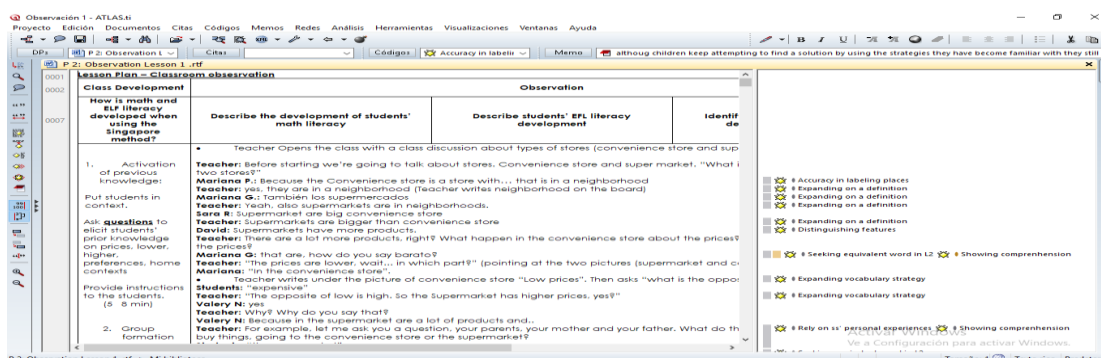 Observación 1 - ATLAS.ti
Proyecto Edición Documentos Citas Códigos Memos Redes Análisis Herramientas Visualizaciones Ventanas Ayuda
DPs P 2: Observation L Citas Códigos Accuracy in labelir Memo althoug children keep attempting to find a solution by using the strategies they have become familiar with they still
P 2: Observation Lesson 1 .rtf
0001 Lesson Plan – Classroom obsesrvation
0002 Class Development Observation
0007 How is math and ELP literacy developed when using the Singapore method?
Describe the development of students' math literacy
Describe students' EFL literacy development
Identif
de
• Teacher Opens the class with a class discussion about types of stores (convenience store and sup
1. Activation of previous knowledge:
Put students in context.
Ask questions to elicit students' prior knowledge on prices, lower, higher, preferences, home contexts
Provide instructions to the students.
(5 8 min)
2. Group formation
Teacher: Before starting we're going to talk about stores. Convenience store and super market. "What i
two stores?"
Mariana P.: Because the Convenience store is a store with... that is in a neighborhood
Teacher: yes, they are in a neighborhood (Teacher writes neighborhood on the board)
Mariana G.: También los supermercados
Teacher: Yeah, also supermarkets are in neighborhoods.
Sara R: Supermarket are big convenience store
Teacher: Supermarkets are bigger than convenience store
David: Supermarkets have more products.
Teacher: There are a lot more products, right? What happen in the convenience store about the prices?
the prices?
Mariana G: that are, how do you say barato?
Teacher: "The prices are lower, wait... in which part?" (pointing at the two pictures (supermarket and co
Mariana: "In the convenience store".
• Teacher writes under the picture of convenience store "Low prices". Then asks "what is the oppos
Students: "expensive"
Teacher: "The opposite of low is high. So the Supermarket has higher prices, yes?"
Valery N: yes
Teacher: Why? Why do you say that?
Valery N: Because in the supermarket are a lot of products and..
Teacher: For example, let me ask you a question, your parents, your mother and your father. What do th
buy things, going to the convenience store or the supermarket?
Accuracy in labeling places
Expanding on a definition
Expanding on a definition
Expanding on a definition
Distinguishing features
Seeking equivalent word in L2 Showing comprenhension
Expanding vocabulary strategy
Expanding vocabulary strategy
Rely on ss' personal experiences Showing comprenhension
Activar Windows
Ve a Configuración para activar Windows.